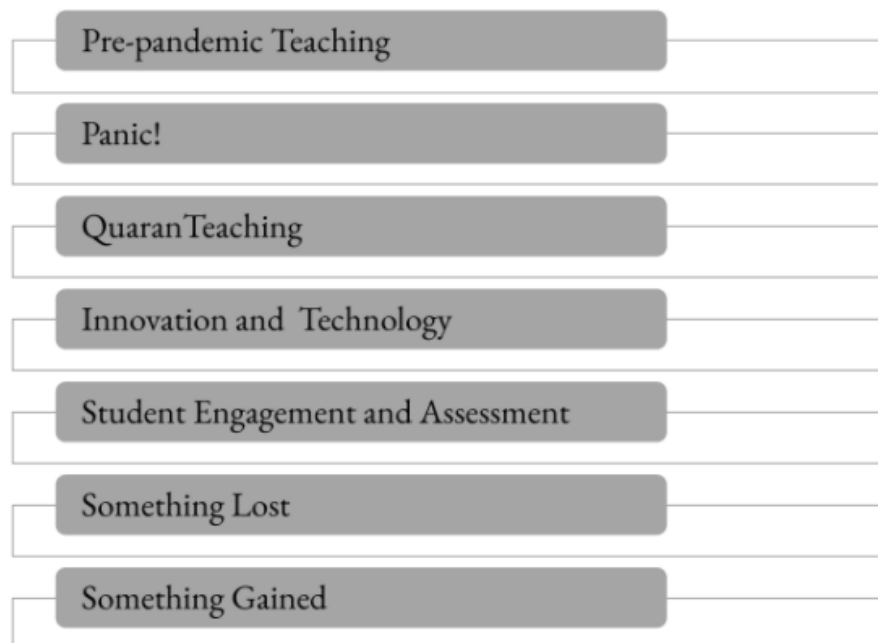 Pre-pandemic Teaching
Panic!
QuaranTeaching
Innovation and  Technology
Student Engagement and Assessment
Something Lost
Something Gained